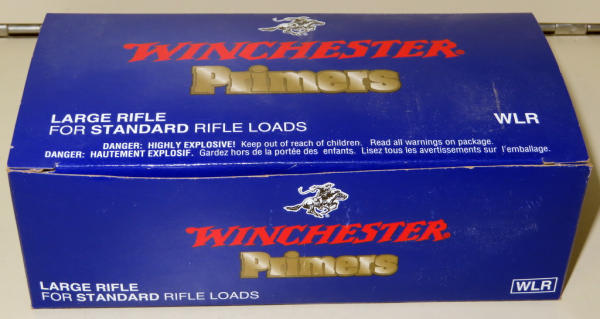 WINCHESTER
Primers
LARGE RIFLE
FOR STANDARD RIFLE LOADS
WLR
DANGER: HIGHLY EXPLOSIVE! Keep out of reach of children. Read all warnings on package.
DANGER: HAUTEMENT EXPLOSIF. Gardez hors de la portée des enfants. Lisez tous les avertissements sur l'emballage.
WINCHESTER
Primers
LARGE RIFLE
FOR STANDARD RIFLE LOADS
WLR